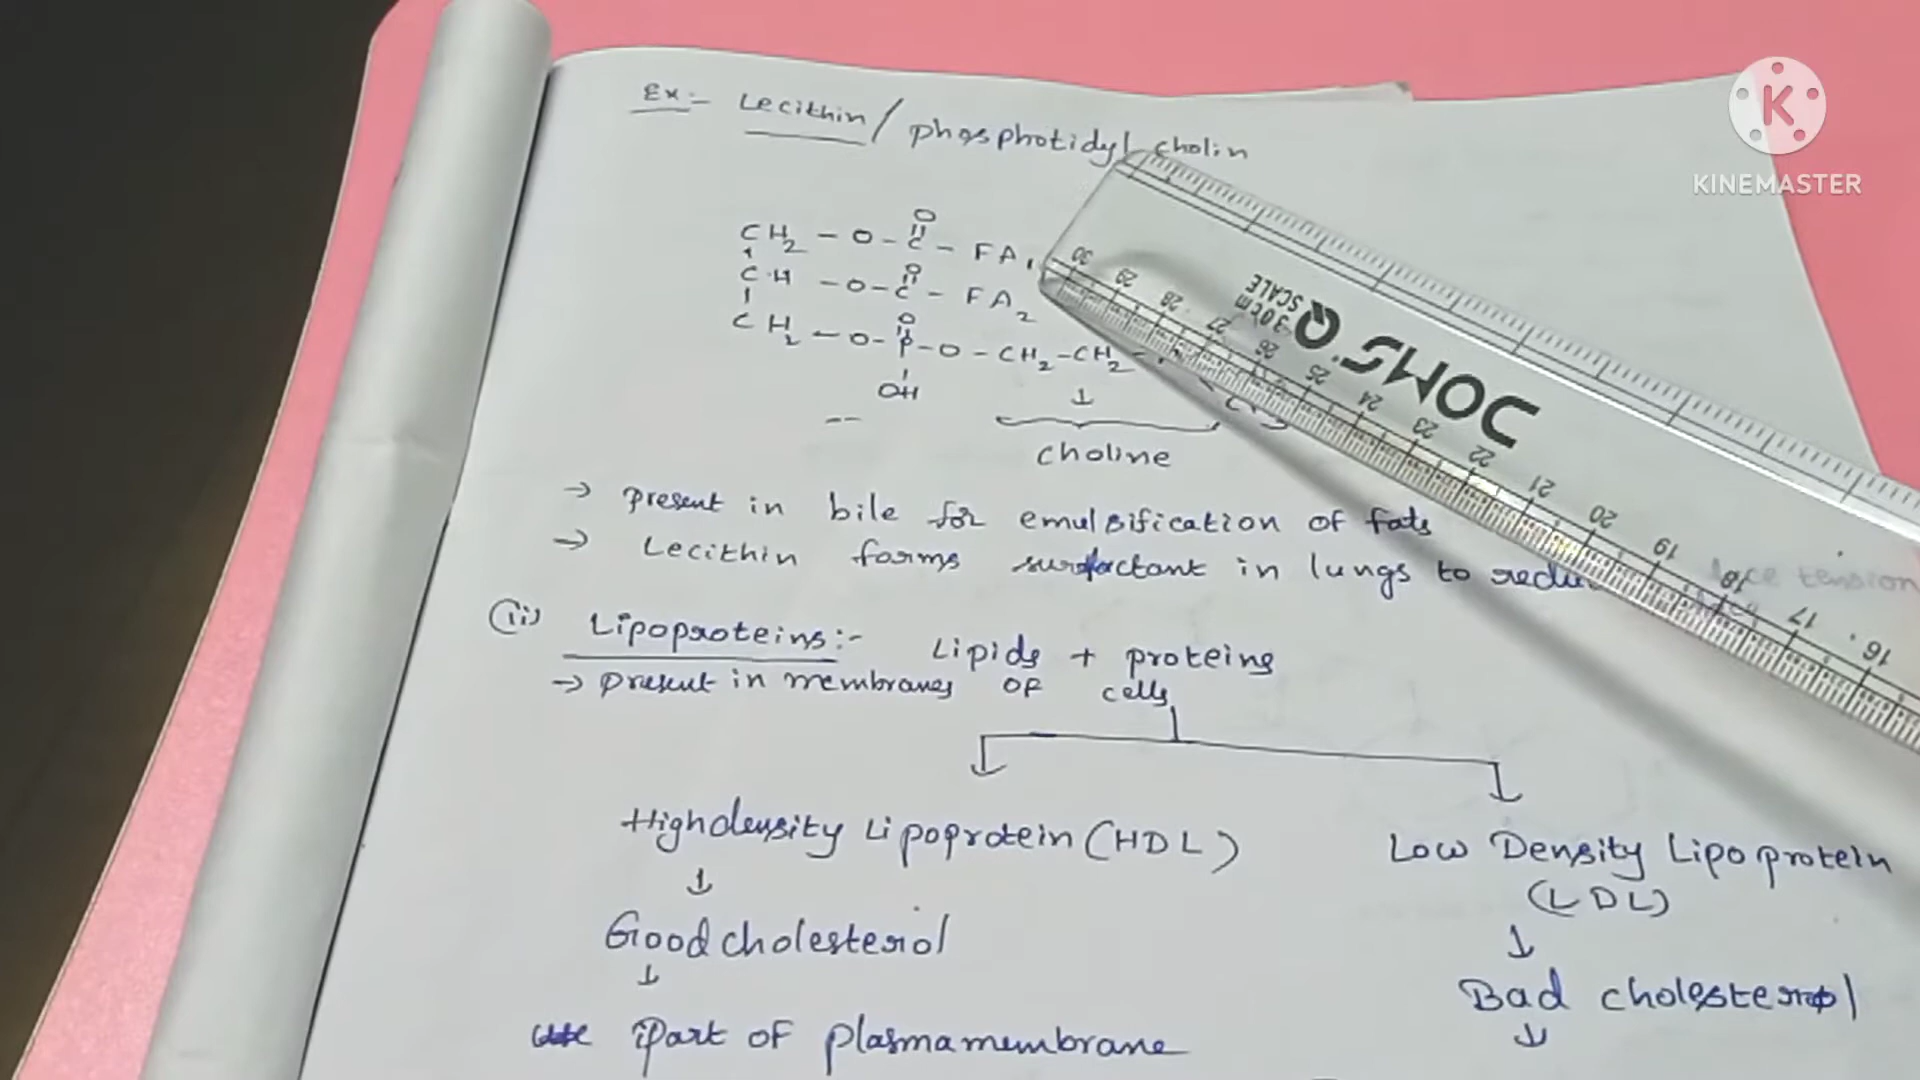 Ex:- Lecithin / phosphotidyl cholin
CH2 - O - C - FA1
O
CH - O - C - FA2
O
CH2 - O - P - O - CH2 - CH2 -
O
OH
choline
→ present in bile for emulsification of fats
→ Lecithin forms surfactant in lungs to tension
(ii) Lipoproteins:- Lipids + proteins
→ present in membranes of cells
High density Lipoprotein (HDL)
Low Density Lipoprotein
(LDL)
Good cholesterol
Bad cholesterol
Part of plasmamembrane
DOMS Q
30cm
SCALE
30 29 28 27 26 25 24 23 22 21 20 19 18 17 16
K
KINEMASTER